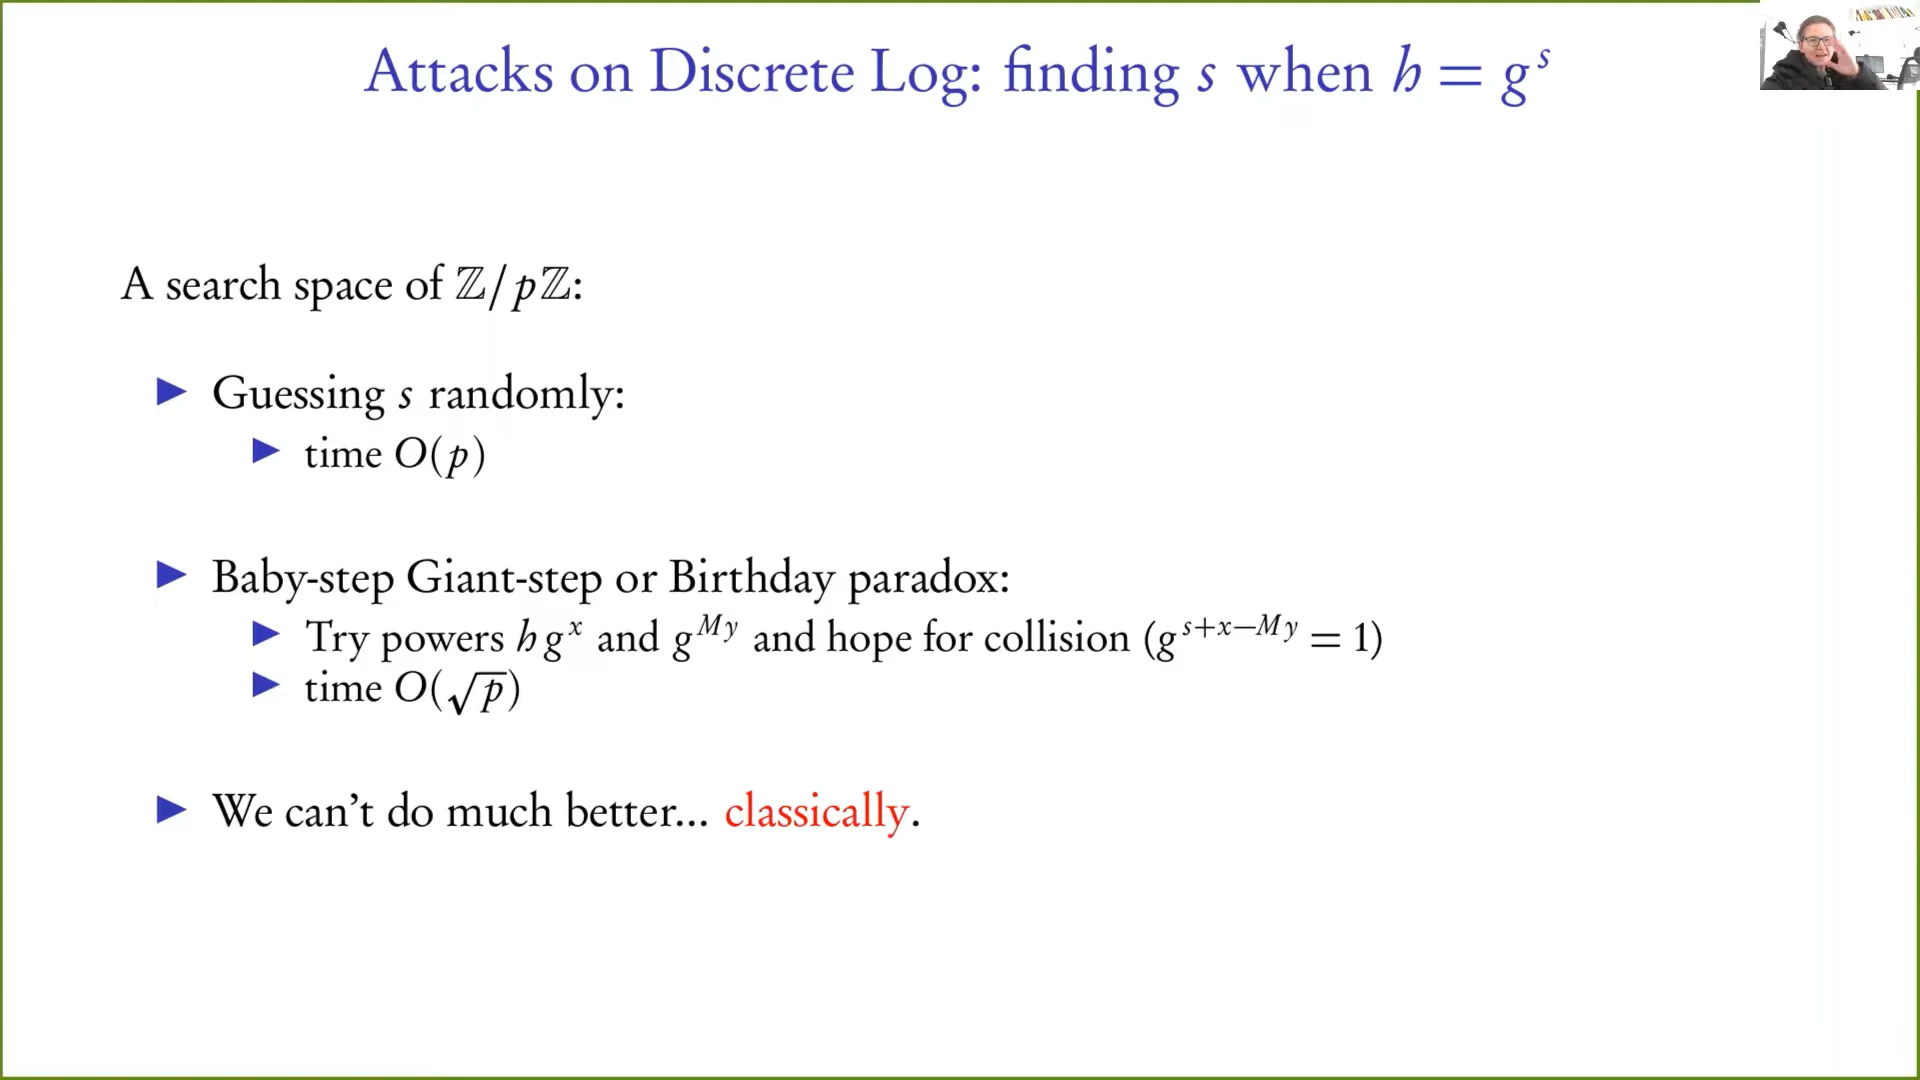 Attacks on Discrete Log: finding s when h = g^s
A search space of ℤ/pℤ:
▶ Guessing s randomly:
▶ time O(p)
▶ Baby-step Giant-step or Birthday paradox:
▶ Try powers hg^x and g^{My} and hope for collision (g^{s+x−My} = 1)
▶ time O(√p)
▶ We can't do much better... classically.